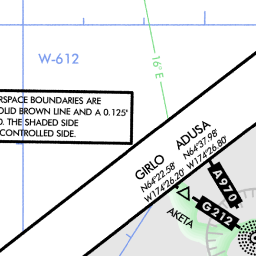 W-612
16° E
RSPACE BOUNDARIES ARE
OLID BROWN LINE AND A 0.125"
D. THE SHADED SIDE
CONTROLLED SIDE.
GIRLO
N64°22.58'
W174°26.20'
ADUSA
N64°37.98'
W174°26.80'
A970
G212
AKETA